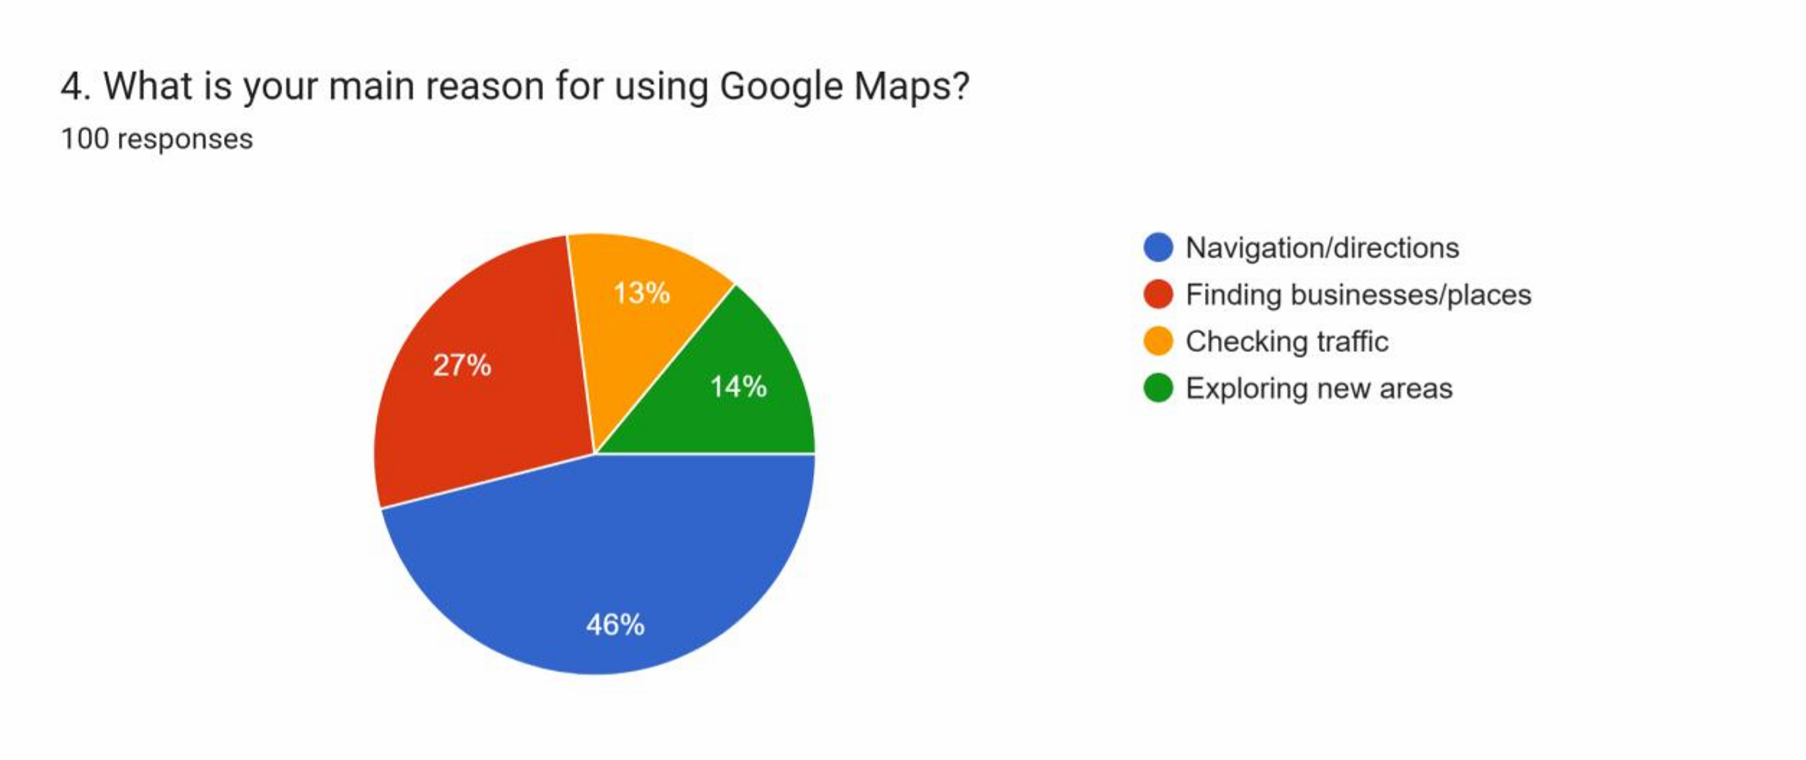 4. What is your main reason for using Google Maps?
100 responses
13%
27%
14%
46%
Navigation/directions
Finding businesses/places
Checking traffic
Exploring new areas